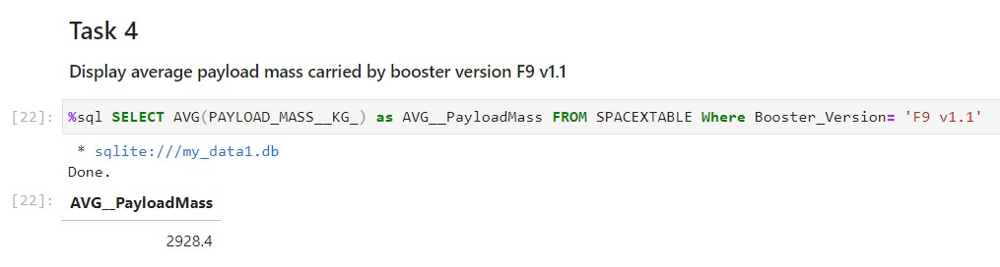 Task 4
Display average payload mass carried by booster version F9 v1.1
[22]: %sql SELECT AVG(PAYLOAD_MASS__KG_) as AVG__PayloadMass FROM SPACEXTABLE Where Booster_Version= 'F9 v1.1'
* sqlite:///my_data1.db
Done.
[22]: AVG__PayloadMass
2928.4